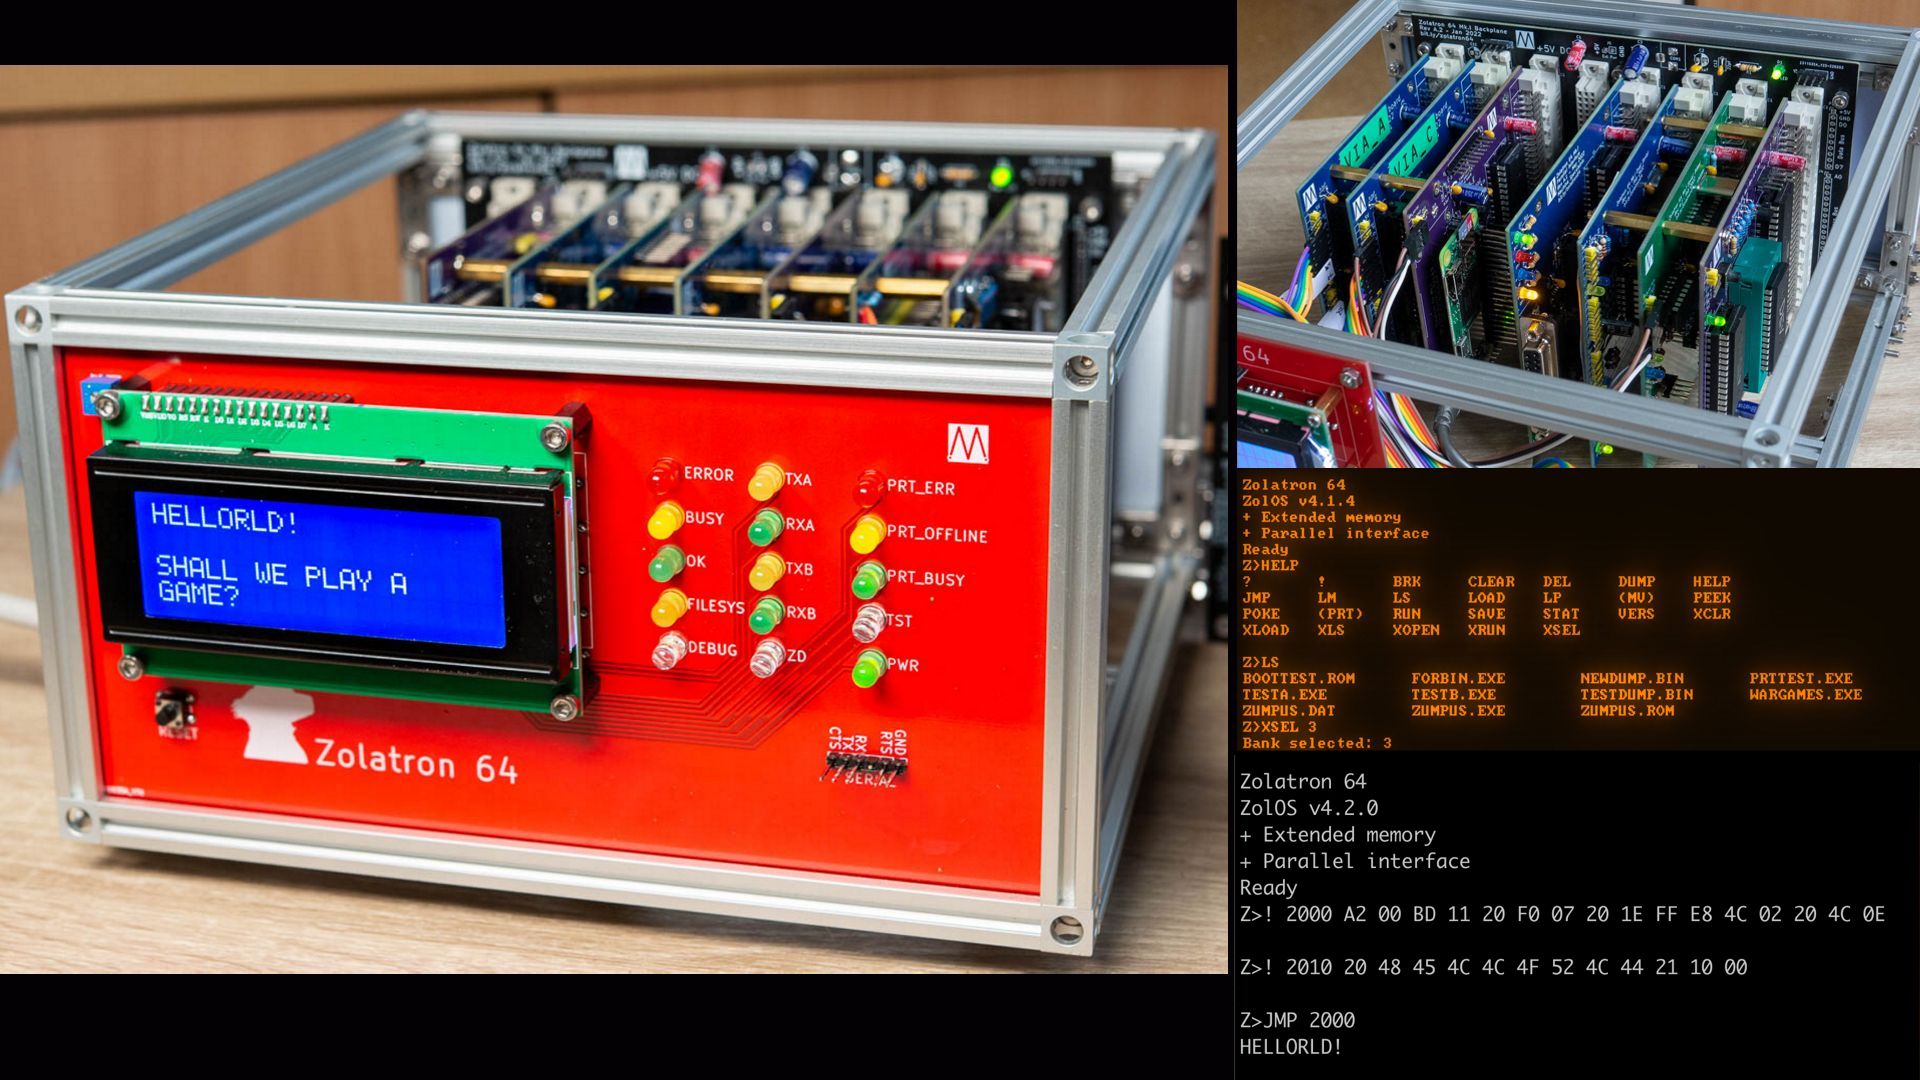 HELLORLD!
SHALL WE PLAY A
GAME?
ERROR
BUSY
OK
FILESYS
DEBUG
TXA
RXA
TXB
RXB
ZD
PRT_ERR
PRT_OFFLINE
PRT_BUSY
TST
PWR
RESET
Zolatron 64
CTS
TX
RX
RTS
GND
SERIAL
Zolatron 64 Mk.I Backplane
Rev A.2 - Jan 2022
bit.ly/zolatron64
+5V DC
VIA_A
VIA_C
64
Zolatron 64
ZolOS v4.1.4
+ Extended memory
+ Parallel interface
Ready
Z>HELP
? ! BRK CLEAR DEL DUMP HELP
JMP LM LS LOAD LP (MV) PEEK
POKE (PRT) RUN SAVE STAT VERS XCLR
XLOAD XLS XOPEN XRUN XSEL
Z>LS
BOOTTEST.ROM FORBIN.EXE NEWDUMP.BIN PRTTEST.EXE
TESTA.EXE TESTB.EXE TESTDUMP.BIN WARGAMES.EXE
ZUMPUS.DAT ZUMPUS.EXE ZUMPUS.ROM
Z>XSEL 3
Bank selected: 3
Zolatron 64
ZolOS v4.2.0
+ Extended memory
+ Parallel interface
Ready
Z>! 2000 A2 00 BD 11 20 F0 07 20 1E FF E8 4C 02 20 4C 0E
Z>! 2010 20 48 45 4C 4C 4F 52 4C 44 21 10 00
Z>JMP 2000
HELLORLD!